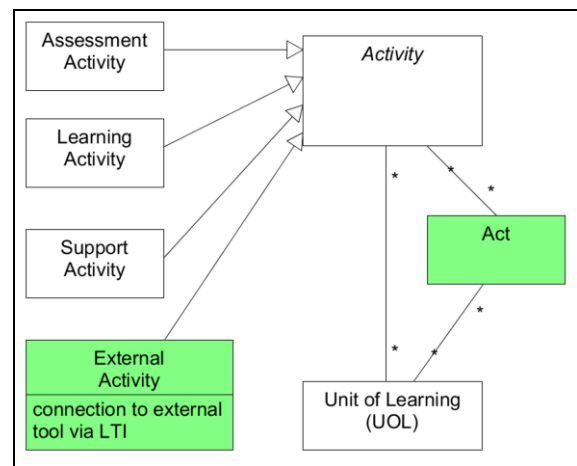 Assessment
Activity
Activity
Learning
Activity
*
*
*
Act
Support
Activity
*
External
Activity
*
*
connection to external
tool via LTI
Unit of Learning
(UOL)